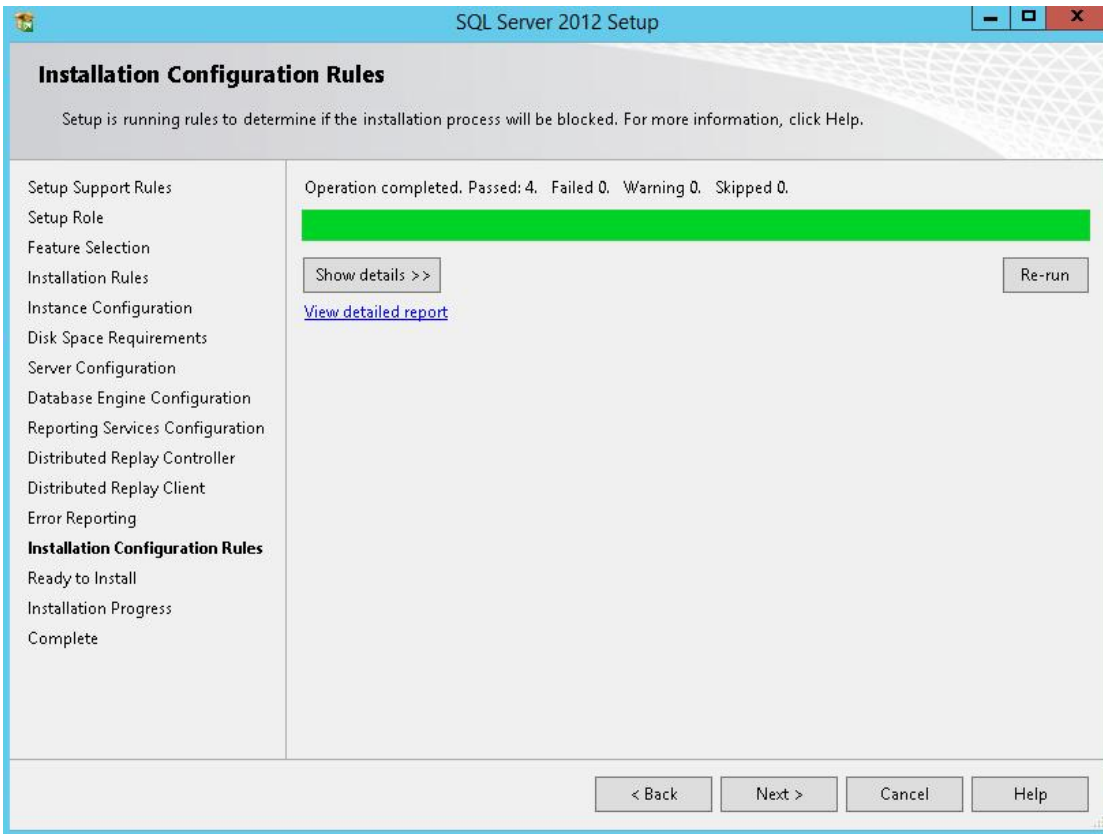 SQL Server 2012 Setup
Installation Configuration Rules
Setup is running rules to determine if the installation process will be blocked. For more information, click Help.
Setup Support Rules
Setup Role
Feature Selection
Installation Rules
Instance Configuration
Disk Space Requirements
Server Configuration
Database Engine Configuration
Reporting Services Configuration
Distributed Replay Controller
Distributed Replay Client
Error Reporting
Installation Configuration Rules
Ready to Install
Installation Progress
Complete
Operation completed. Passed: 4. Failed 0. Warning 0. Skipped 0.
Show details >>
Re-run
View detailed report
< Back
Next >
Cancel
Help